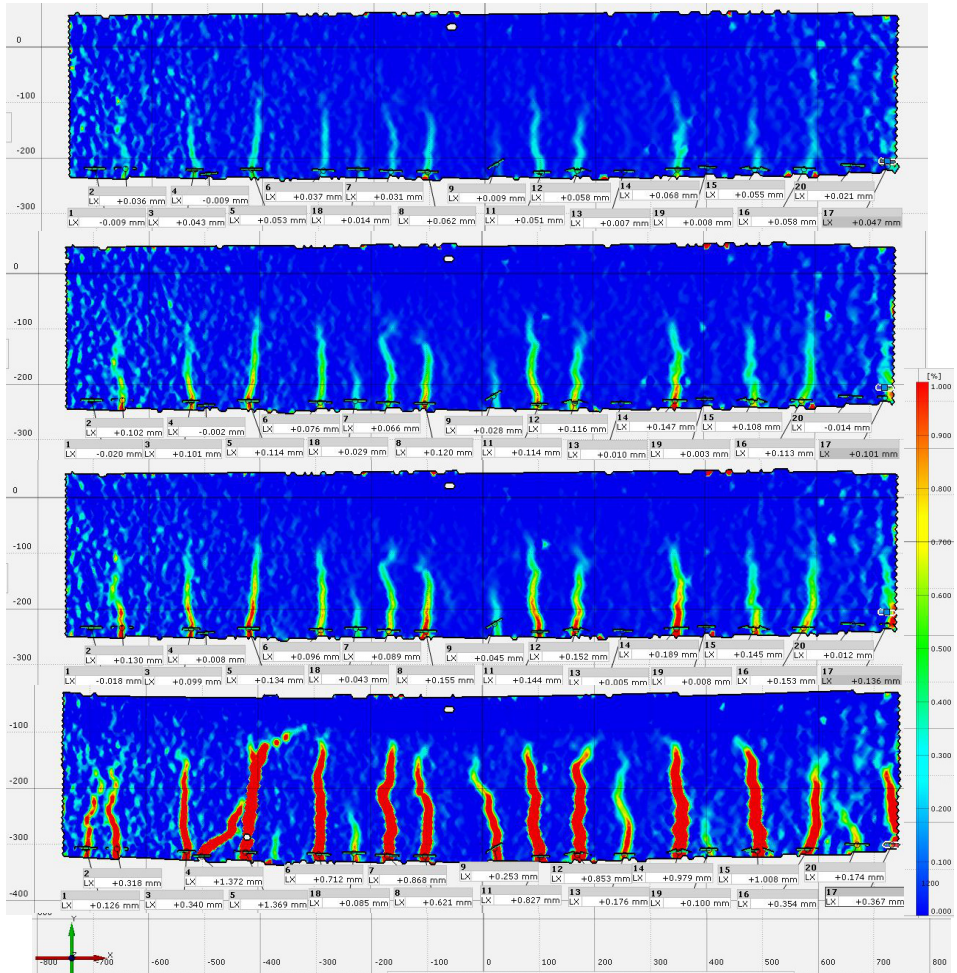 0
-100
-200
-300
2 4 6 7 9 12 14 15 20
LX +0.036 mm LX -0.009 mm LX +0.037 mm LX +0.031 mm LX +0.009 mm LX +0.058 mm LX +0.068 mm LX +0.055 mm LX +0.021 mm
1 3 5 18 8 11 13 19 16 17
LX -0.009 mm LX +0.043 mm LX +0.053 mm LX +0.014 mm LX +0.062 mm LX +0.051 mm LX +0.007 mm LX +0.008 mm LX +0.058 mm LX +0.047 mm
0
-100
-200
-300
2 4 6 7 9 12 14 15 20
LX +0.102 mm LX -0.002 mm LX +0.076 mm LX +0.066 mm LX +0.028 mm LX +0.116 mm LX +0.147 mm LX +0.108 mm LX -0.014 mm
1 3 5 18 8 11 13 19 16 17
LX -0.020 mm LX +0.101 mm LX +0.114 mm LX +0.029 mm LX +0.120 mm LX +0.114 mm LX +0.010 mm LX +0.003 mm LX +0.113 mm LX +0.101 mm
0
-100
-200
-300
2 4 6 7 9 12 14 15 20
LX +0.130 mm LX +0.008 mm LX +0.096 mm LX +0.089 mm LX +0.045 mm LX +0.152 mm LX +0.189 mm LX +0.145 mm LX +0.012 mm
1 3 5 18 8 11 13 19 16 17
LX -0.018 mm LX +0.099 mm LX +0.134 mm LX +0.043 mm LX +0.155 mm LX +0.144 mm LX +0.005 mm LX +0.008 mm LX +0.153 mm LX +0.136 mm
-100
-200
-300
-400
2 4 6 7 9 12 14 15 20
LX +0.318 mm LX +1.372 mm LX +0.712 mm LX +0.868 mm LX +0.253 mm LX +0.853 mm LX +0.979 mm LX +1.008 mm LX +0.174 mm
1 3 5 18 8 11 13 19 16 17
LX +0.126 mm LX +0.340 mm LX +1.369 mm LX +0.085 mm LX +0.621 mm LX +0.827 mm LX +0.176 mm LX +0.100 mm LX +0.354 mm LX +0.367 mm
[%]
1.000
0.900
0.800
0.700
0.600
0.500
0.400
0.300
0.200
0.100
0.000
Y
Z X
-800 -700 -600 -500 -400 -300 -200 -100 0 100 200 300 400 500 600 700 800